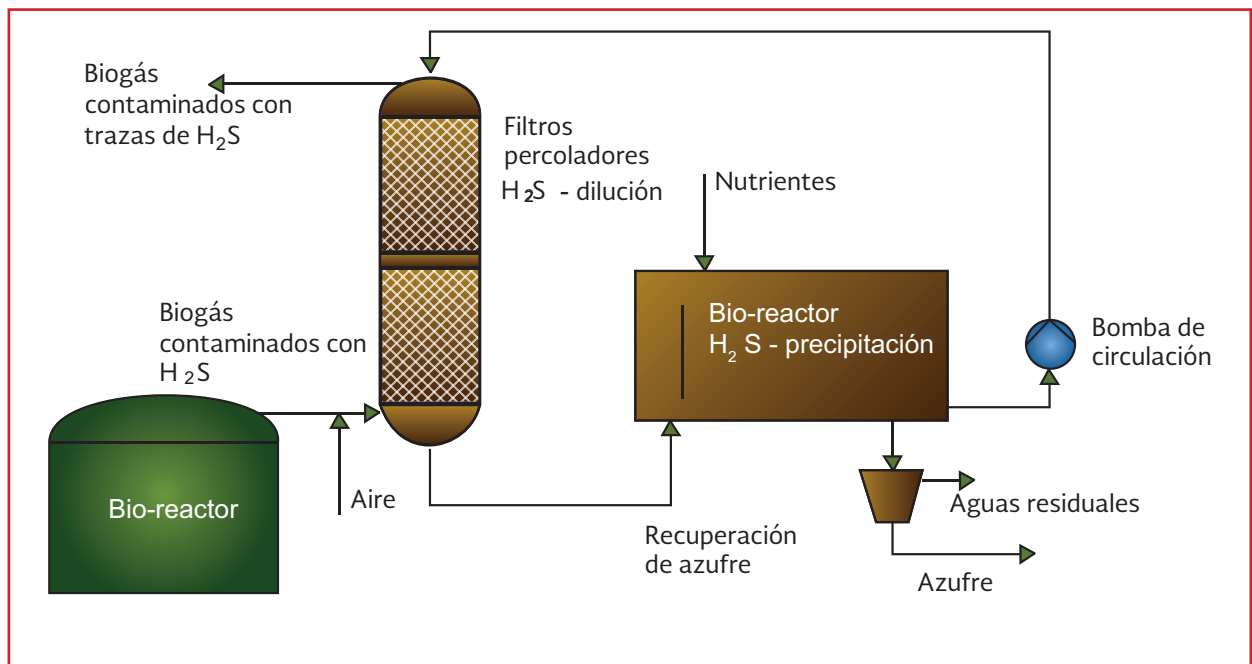 Biogás
contaminados con
trazas de H₂S
Filtros
percoladores
H₂S - dilución
Nutrientes
Biogás
contaminados con
H₂S
Bio-reactor
H₂ S - precipitación
Bomba de
circulación
Bio-reactor
Aire
Aguas residuales
Recuperación
de azufre
Azufre